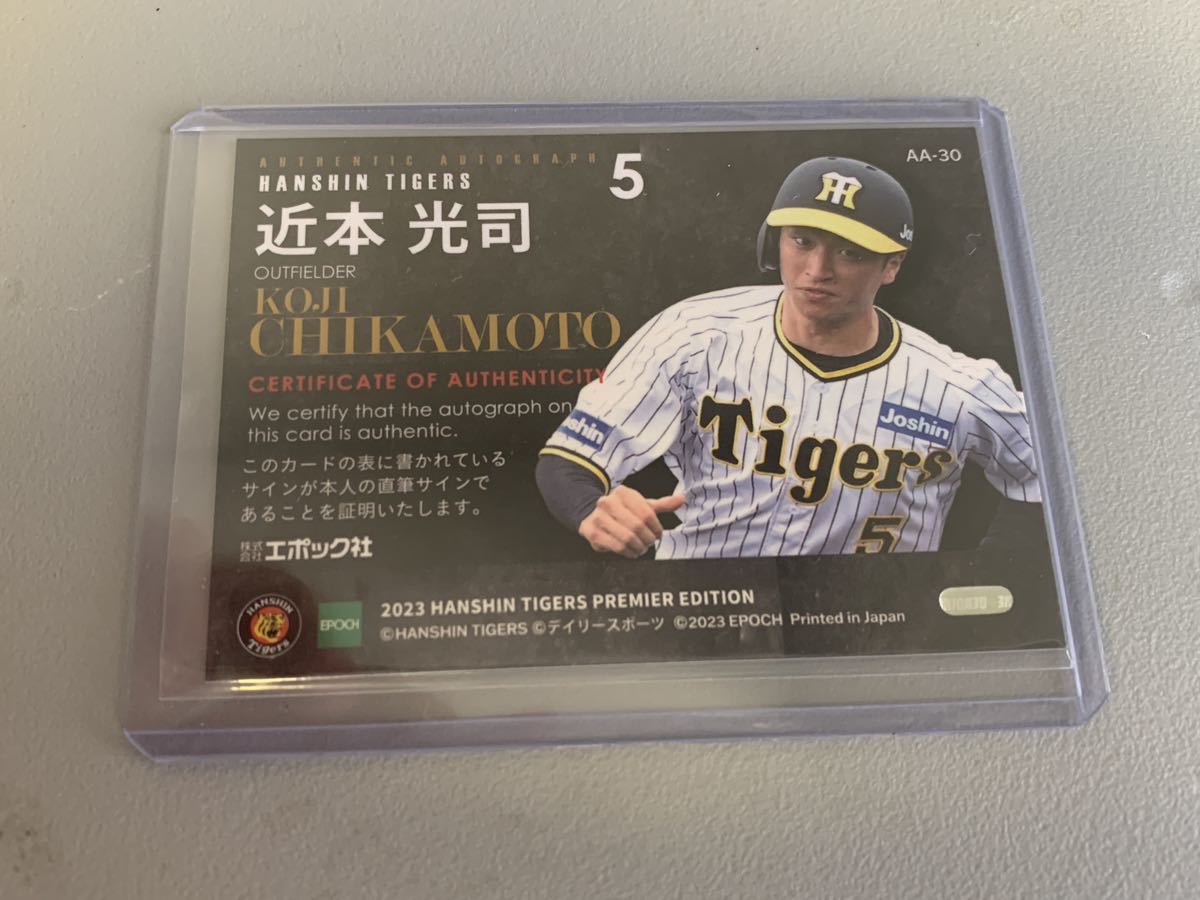 AUTHENTIC AUTOGRAPH
HANSHIN TIGERS
5
AA-30
近本 光司
OUTFIELDER
KOJI
CHIKAMOTO
CERTIFICATE OF AUTHENTICITY
We certify that the autograph on
this card is authentic.
このカードの表に書かれている
サインが本人の直筆サインで
あることを証明いたします。
株式会社 エポック社
HANSHIN
Tigers
EPOCH
2023 HANSHIN TIGERS PREMIER EDITION
©HANSHIN TIGERS ©デイリースポーツ ©2023 EPOCH Printed in Japan
HT
Joshin
Joshin
Tigers
5